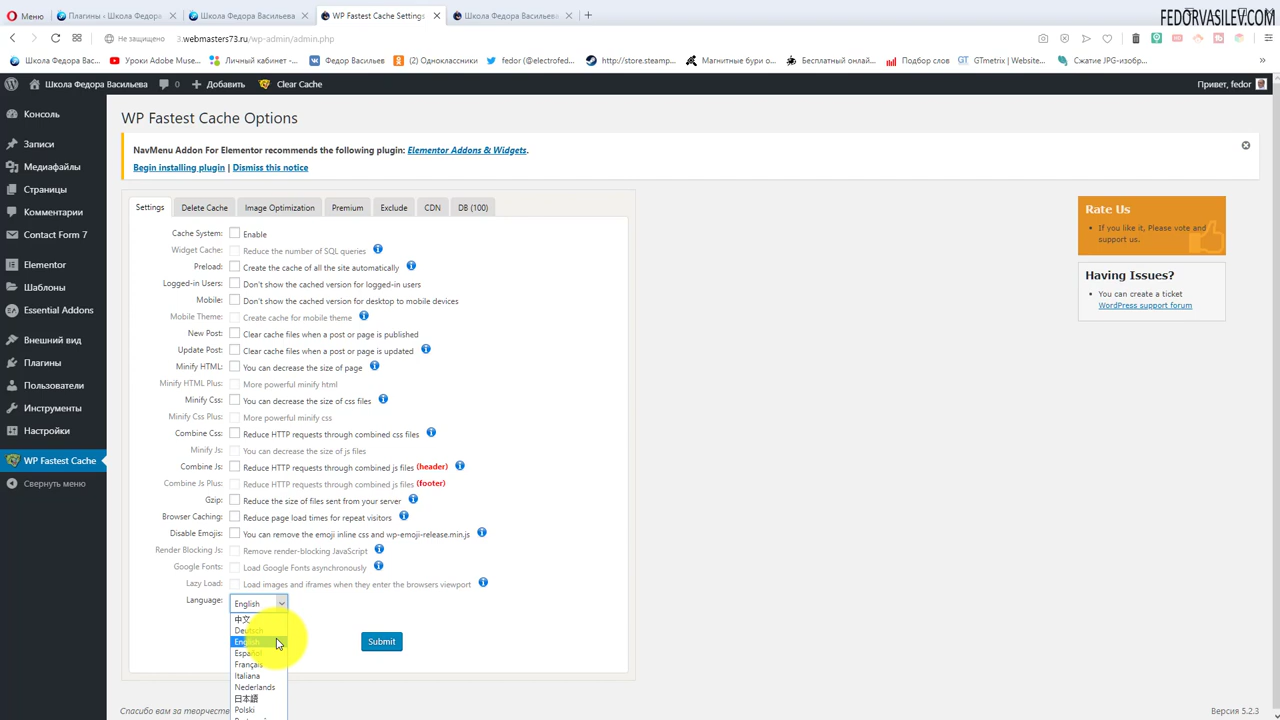 Меню
Плагины ‹ Школа Федора
Школа Федора Васильева
WP Fastest Cache Settings
Школа Федора Васильева
FEDORVASILEV.COM
Не защищено
3.webmasters73.ru/wp-admin/admin.php
Школа Федора Вас...
Уроки Adobe Muse...
Личный кабинет -...
Федор Васильев
(2) Одноклассники
fedor (@electrofed...
http://store.steamp...
Магнитные бури о...
Бесплатный онлай...
Подбор слов
GTmetrix | Website...
Сжатие JPG-изобр...
Школа Федора Васильева
0
Добавить
Clear Cache
Привет, fedor
Консоль
Записи
Медиафайлы
Страницы
Комментарии
Contact Form 7
Elementor
Шаблоны
Essential Addons
Внешний вид
Плагины
Пользователи
Инструменты
Настройки
WP Fastest Cache
Свернуть меню
WP Fastest Cache Options
NavMenu Addon For Elementor recommends the following plugin: Elementor Addons & Widgets.
Begin installing plugin | Dismiss this notice
Settings
Delete Cache
Image Optimization
Premium
Exclude
CDN
DB (100)
Cache System: Enable
Widget Cache: Reduce the number of SQL queries
Preload: Create the cache of all the site automatically
Logged-in Users: Don't show the cached version for logged-in users
Mobile: Don't show the cached version for desktop to mobile devices
Mobile Theme: Create cache for mobile theme
New Post: Clear cache files when a post or page is published
Update Post: Clear cache files when a post or page is updated
Minify HTML: You can decrease the size of page
Minify HTML Plus: More powerful minify html
Minify Css: You can decrease the size of css files
Minify Css Plus: More powerful minify css
Combine Css: Reduce HTTP requests through combined css files
Minify Js: You can decrease the size of js files
Combine Js: Reduce HTTP requests through combined js files (header)
Combine Js Plus: Reduce HTTP requests through combined js files (footer)
Gzip: Reduce the size of files sent from your server
Browser Caching: Reduce page load times for repeat visitors
Disable Emojis: You can remove the emoji inline css and wp-emoji-release.min.js
Render Blocking Js: Remove render-blocking JavaScript
Google Fonts: Load Google Fonts asynchronously
Lazy Load: Load images and iframes when they enter the browsers viewport
Language: English
中文
Deutsch
English
Español
Français
Italiana
Nederlands
日本語
Polski
Submit
Rate Us
If you like it, Please vote and
support us.
Having Issues?
You can create a ticket
WordPress support forum
Спасибо вам за творчеств
Версия 5.2.3